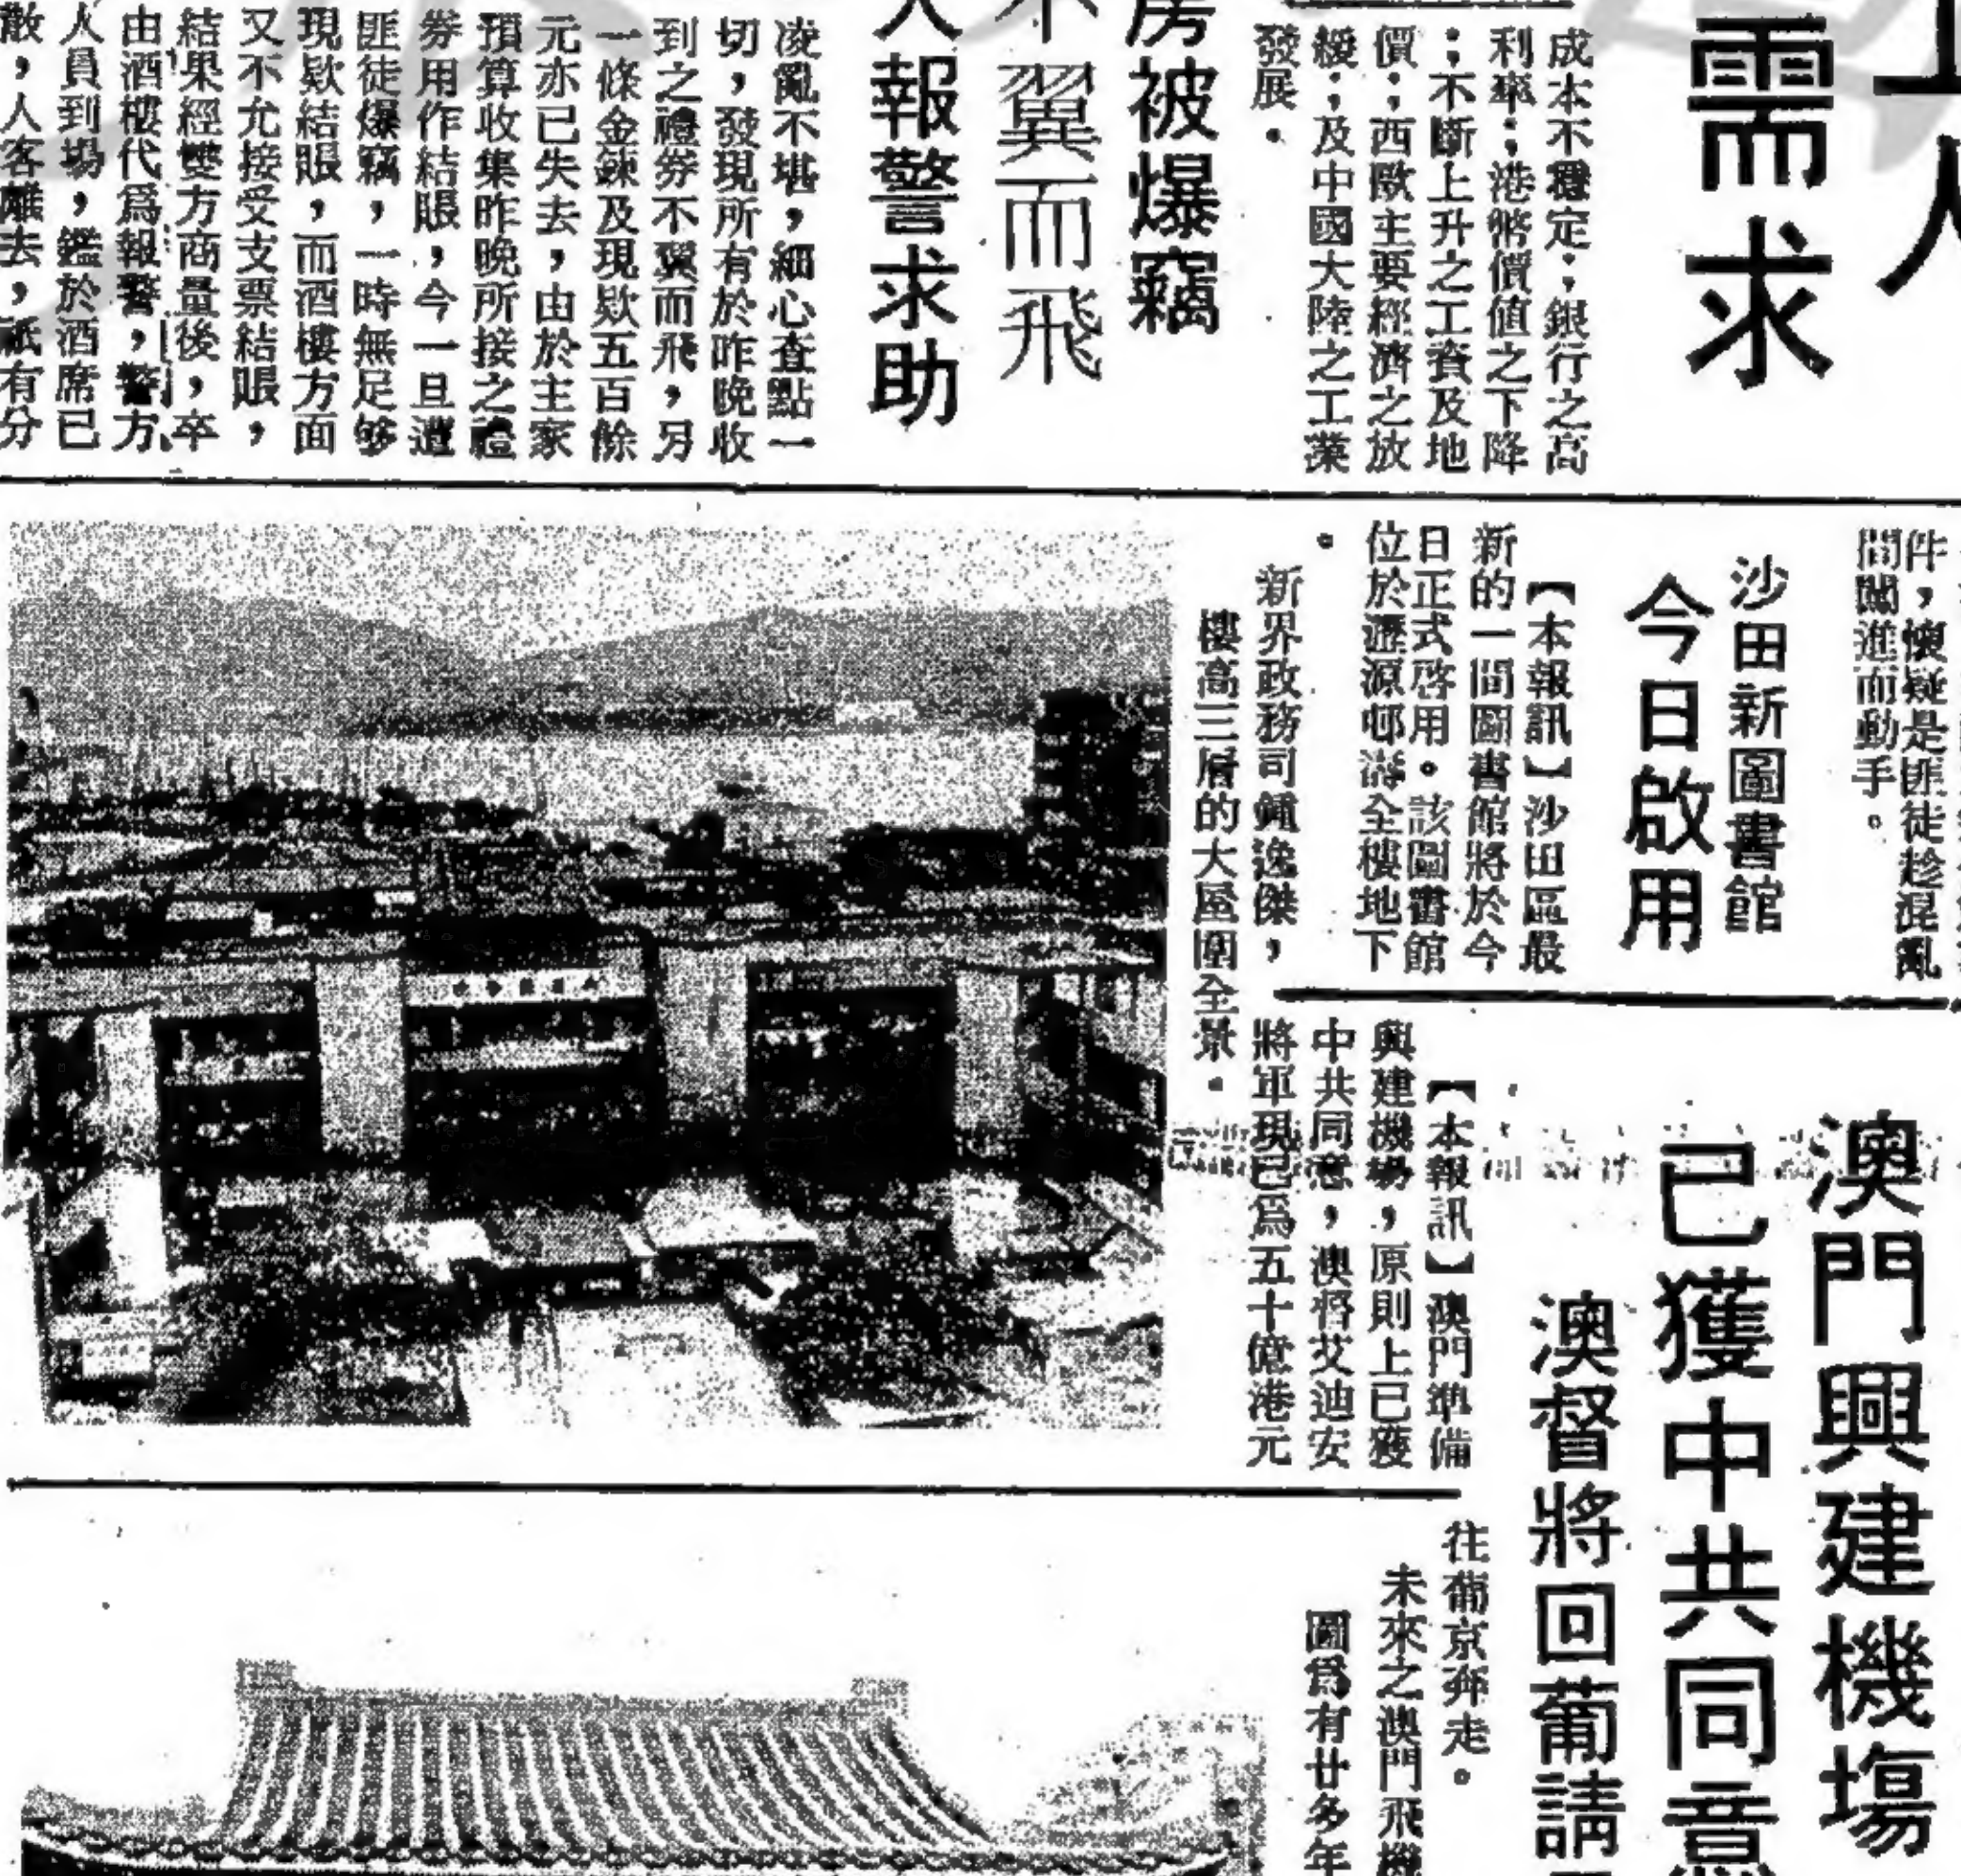 需求
成本不穩定；銀行之高
利率；港幣價值之下降
；不斷上升之工資及地
價；西歐主要經濟之放
緩；及中國大陸之工業
發展．
房被爆竊
不翼而飛
人報警求助
凌亂不堪，細心查點一
切，發現所有於昨晚收
到之禮券不翼而飛，另
一條金鍊及現欵五百餘
元亦已失去，由於主家
預算收集昨晚所接之禮
券用作結賬，今一旦遭
匪徒爆竊，一時無足够
現欵結賬，而酒樓方面
又不允接受支票結賬，
結果經雙方商量後，卒
由酒樓代爲報警，警方
人員到場，鑑於酒席已
散，人客離去，祇有分
件，懷疑是匪徒趁混亂
間闖進而動手。
沙田新圖書館
今日啟用
【本報訊】沙田區最
新的一間圖書館將於今
日正式啓用。該圖書館
位於瀝源邨 全樓地下
。
新界政務司鍾逸傑，
樓高三層的大屋圍全景．
澳門興建機塲
已獲中共同意
澳督將回葡請
【本報訊】澳門準備
興建機塲，原則上已獲
中共同意，澳督艾迪安
將軍現已爲五十億港元
往葡京奔走。
未來之澳門飛機
圖爲有廿多年